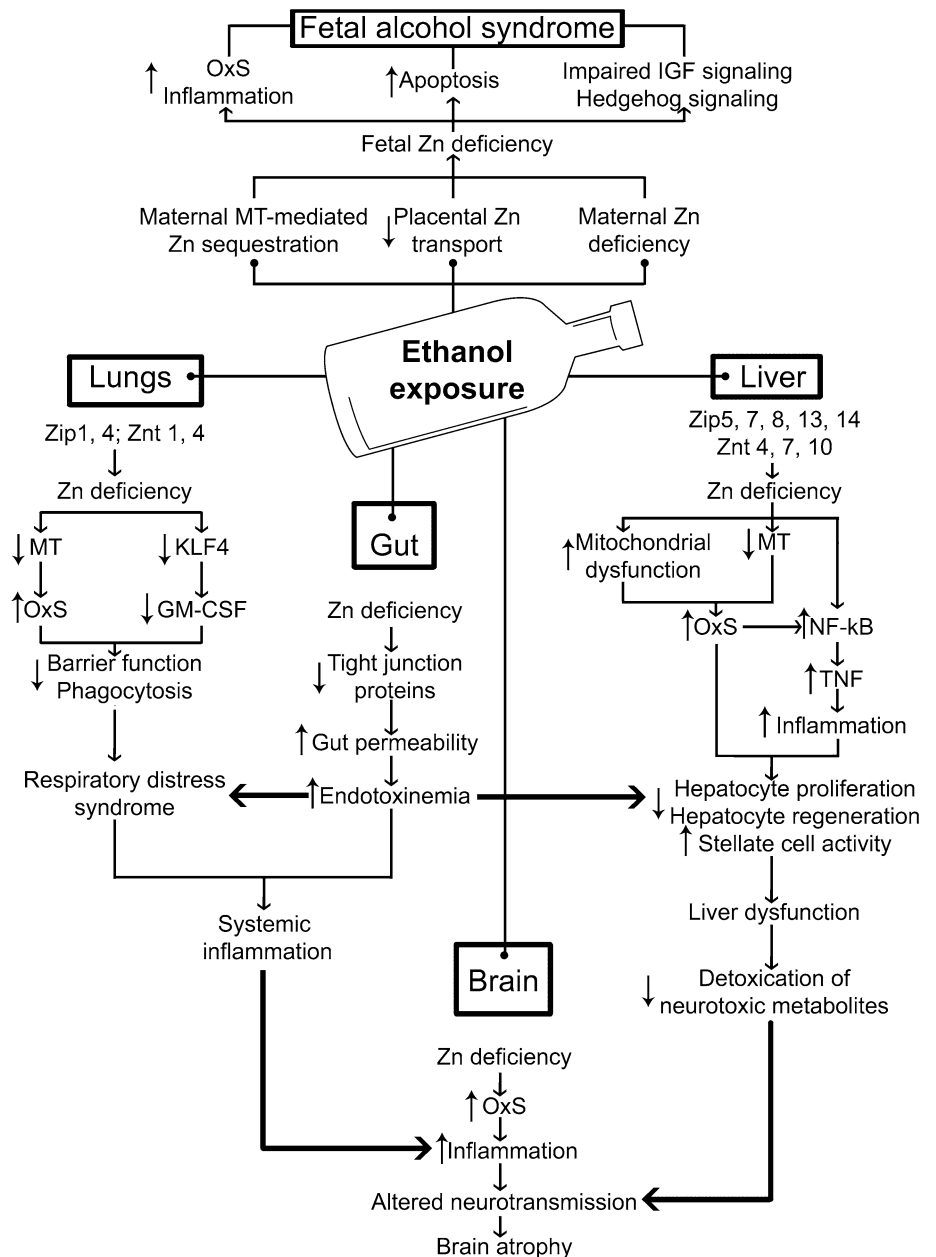 Fetal alcohol syndrome
↑ OxS
Inflammation
↑Apoptosis
Impaired IGF signaling
Hedgehog signaling
Fetal Zn deficiency
Maternal MT-mediated
Zn sequestration
↓ Placental Zn
transport
Maternal Zn
deficiency
Ethanol
exposure
Lungs
Zip1, 4; Znt 1, 4
Zn deficiency
↓MT
↓KLF4
↑OxS
↓GM-CSF
↓ Barrier function
Phagocytosis
Respiratory distress
syndrome
Gut
Zn deficiency
↓ Tight junction
proteins
↑ Gut permeability
↑Endotoxinemia
Systemic
inflammation
Liver
Zip5, 7, 8, 13, 14
Znt 4, 7, 10
Zn deficiency
↑Mitochondrial
dysfunction
↓MT
↑OxS
↑NF-kB
↑TNF
↑ Inflammation
↓ Hepatocyte proliferation
Hepatocyte regeneration
↑ Stellate cell activity
Liver dysfunction
↓ Detoxication of
neurotoxic metabolites
Brain
Zn deficiency
↑ OxS
↑Inflammation
Altered neurotransmission
Brain atrophy